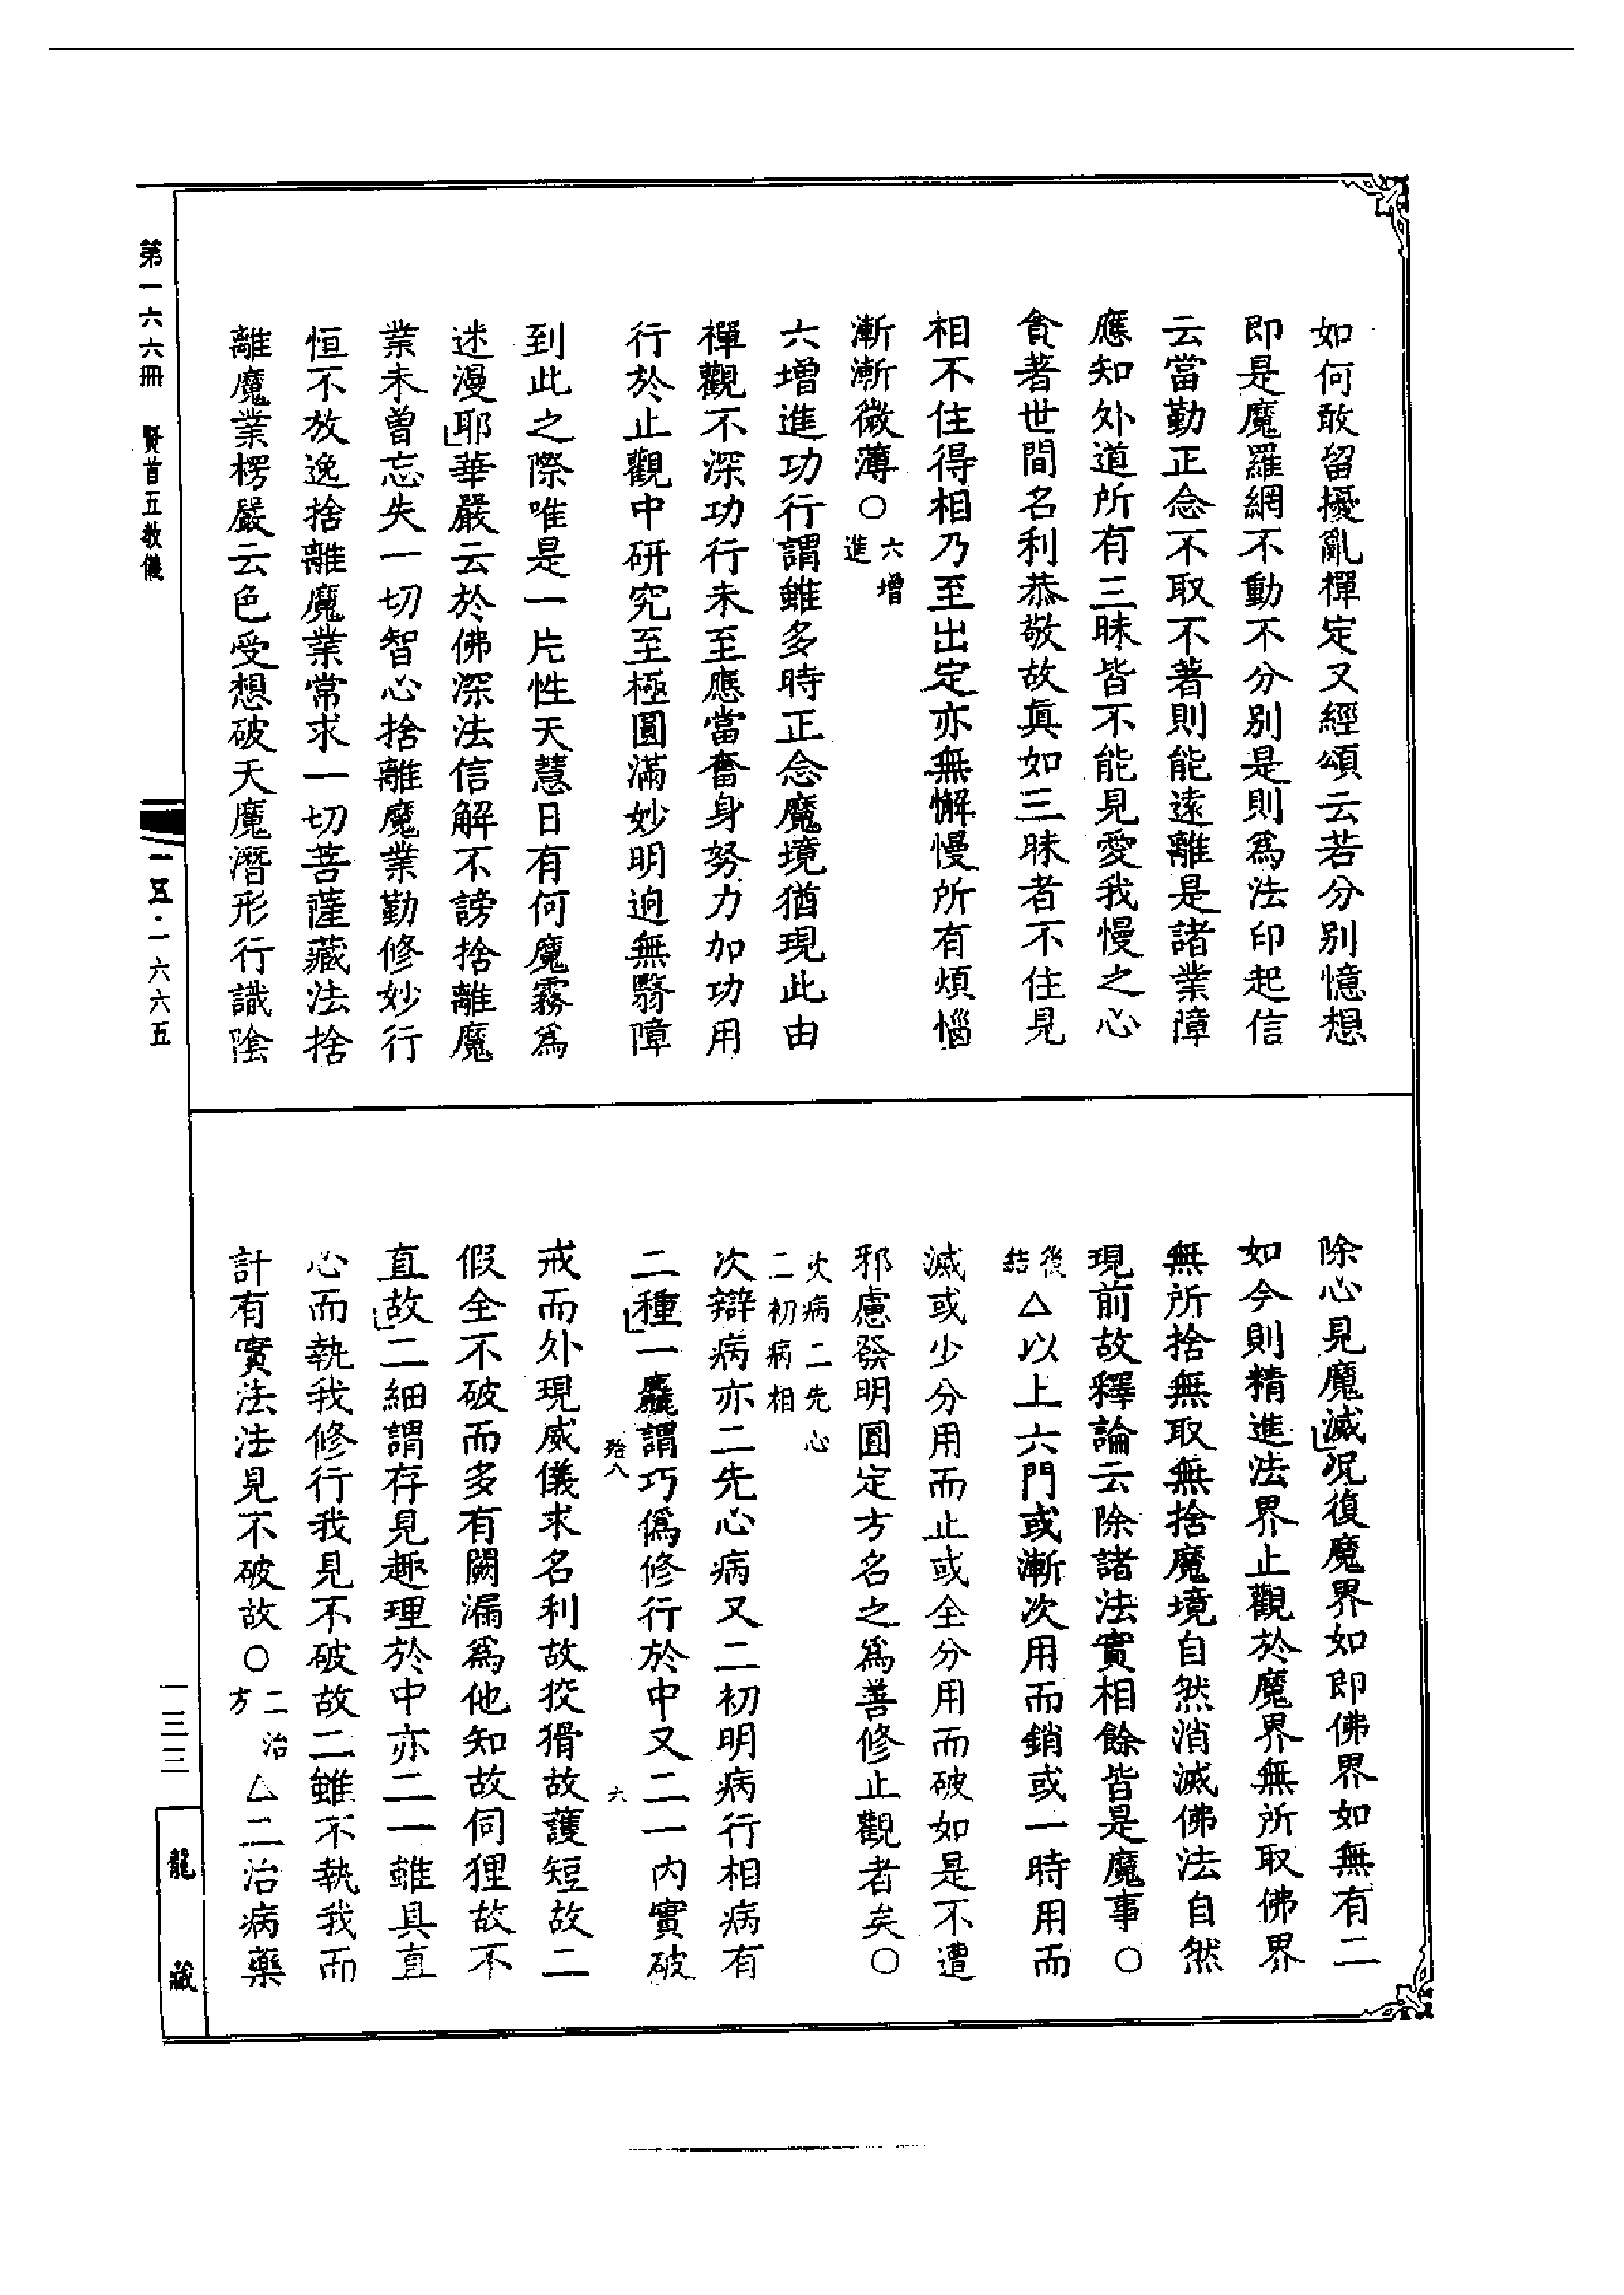 如何敢留擾亂禪定又經頌云若分別憶想
即是魔羅網不動不分別是則爲法印起信
云當勤正念不取不著則能遠離是諸業障
應知外道所有三昧皆不能見愛我慢之心
貪著世間名利恭敬故眞如三昧者不住見
相不住得相乃至出定亦無懈慢所有煩惱
漸漸微薄○六增進
六增進功行謂雖多時正念魔境猶現此由
禪觀不深功行未至應當奮身努力加功用
行於止觀中研究至極圓滿妙明逈無翳障
到此之際唯是一片性天慧日有何魔霧爲
迷漫耶華嚴云於佛深法信解不謗捨離魔
業未曾忘失一切智心捨離魔業勤修妙行
恒不放逸捨離魔業常求一切菩薩藏法捨
離魔業楞嚴云色受想破天魔潛形行識陰
除心見魔滅況復魔界如即佛界如無有二
如今則精進法界止觀於魔界無所取佛界
無所捨無取無捨魔境自然消滅佛法自然
現前故釋論云除諸法實相餘皆是魔事○
後結△以上六門或漸次用而銷或一時用而
滅或少分用而止或全分用而破如是不遭
邪慮發明圓定方名之爲善修止觀者矣○
次病二先心
二初病相
次辯病亦二先心病又二初明病行相病有
二種一麤謂巧僞修行於中又二一內實破
殆八　六
戒而外現威儀求名利故狡猾故護短故二
假全不破而多有闕漏爲他知故伺狸故不
直故二細謂存見趣理於中亦二一雖具直
心而執我修行我見不破故二雖不執我而
計有實法法見不破故○二治方△二治病藥
第一六六冊　賢首五教儀
一五·一六六五
一三三
龍藏